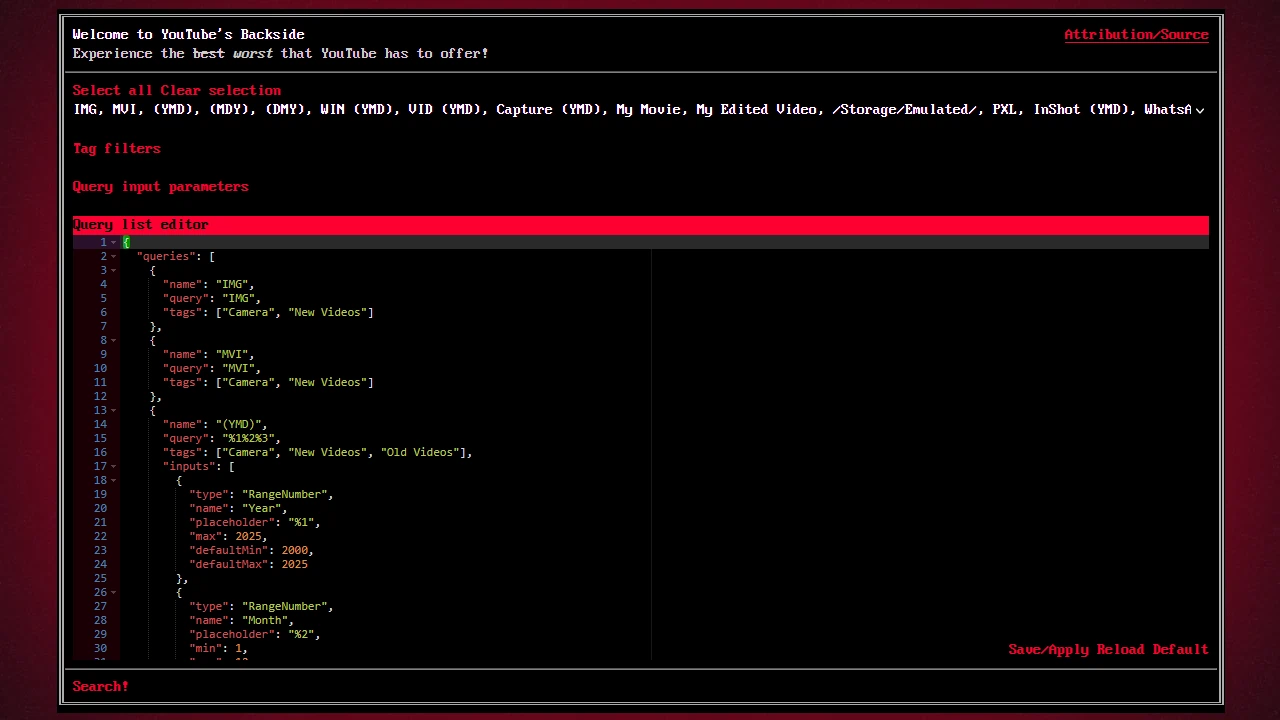 Welcome to YouTube's Backside
Attribution/Source
Experience the best worst that YouTube has to offer!
Select all Clear selection
IMG, MVI, (YMD), (MDY), (DMY), WIN (YMD), VID (YMD), Capture (YMD), My Movie, My Edited Video, /Storage/Emulated/, PXL, InShot (YMD), WhatsA
Tag filters
Query input parameters
Query list editor
1 {
2 "queries": [
3 {
4 "name": "IMG",
5 "query": "IMG",
6 "tags": ["Camera", "New Videos"]
7 },
8 {
9 "name": "MVI",
10 "query": "MVI",
11 "tags": ["Camera", "New Videos"]
12 },
13 {
14 "name": "(YMD)",
15 "query": "%1%2%3",
16 "tags": ["Camera", "New Videos", "Old Videos"],
17 "inputs": [
18 {
19 "type": "RangeNumber",
20 "name": "Year",
21 "placeholder": "%1",
22 "max": 2025,
23 "defaultMin": 2000,
24 "defaultMax": 2025
25 },
26 {
27 "type": "RangeNumber",
28 "name": "Month",
29 "placeholder": "%2",
30 "min": 1,
Save/Apply Reload Default
Search!